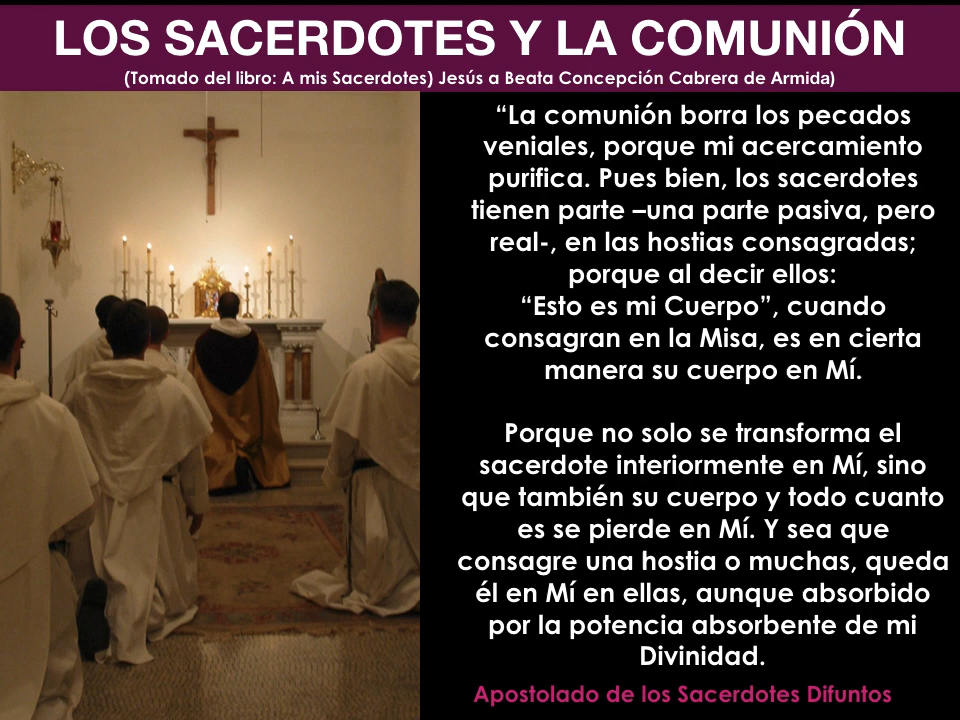 LOS SACERDOTES Y LA COMUNIÓN
(Tomado del libro: A mis Sacerdotes) Jesús a Beata Concepción Cabrera de Armida)
“La comunión borra los pecados
veniales, porque mi acercamiento
purifica. Pues bien, los sacerdotes
tienen parte –una parte pasiva, pero
real-, en las hostias consagradas;
porque al decir ellos:
“Esto es mi Cuerpo”, cuando
consagran en la Misa, es en cierta
manera su cuerpo en Mí.
Porque no solo se transforma el
sacerdote interiormente en Mí, sino
que también su cuerpo y todo cuanto
es se pierde en Mí. Y sea que
consagre una hostia o muchas, queda
él en Mí en ellas, aunque absorbido
por la potencia absorbente de mi
Divinidad.
Apostolado de los Sacerdotes Difuntos